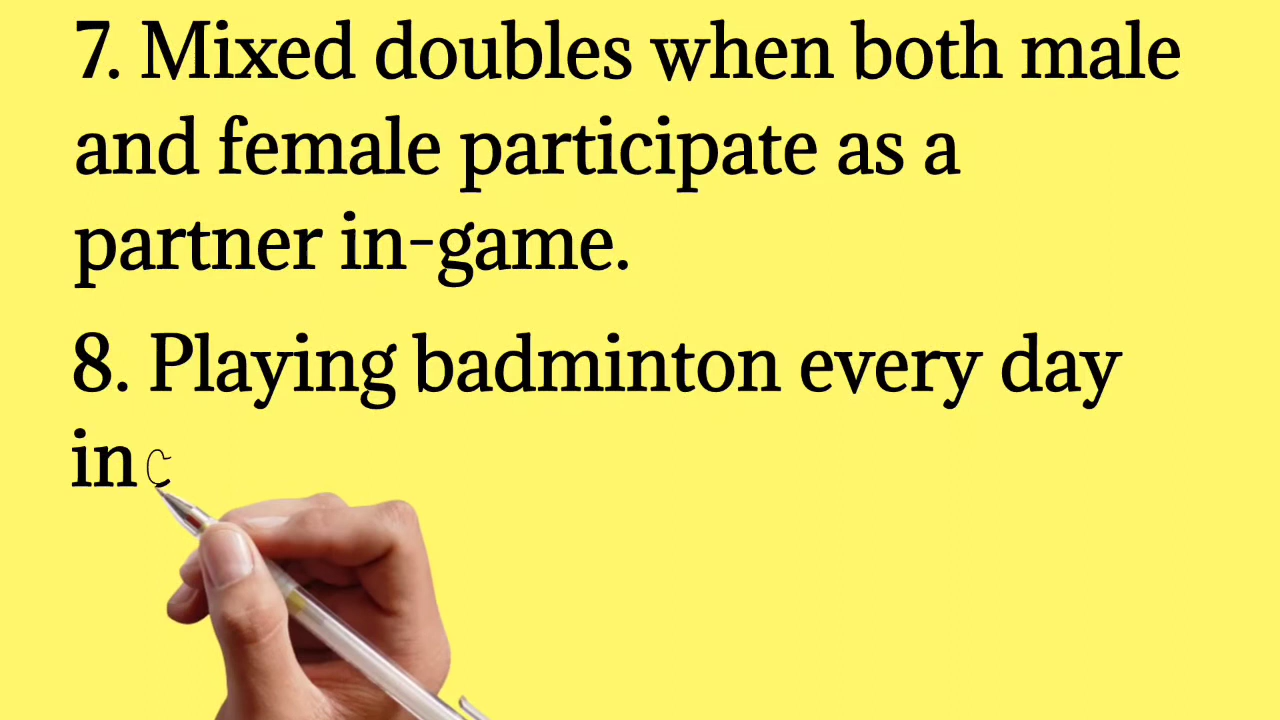 7. Mixed doubles when both male
and female participate as a
partner in-game.
8. Playing badminton every day
in